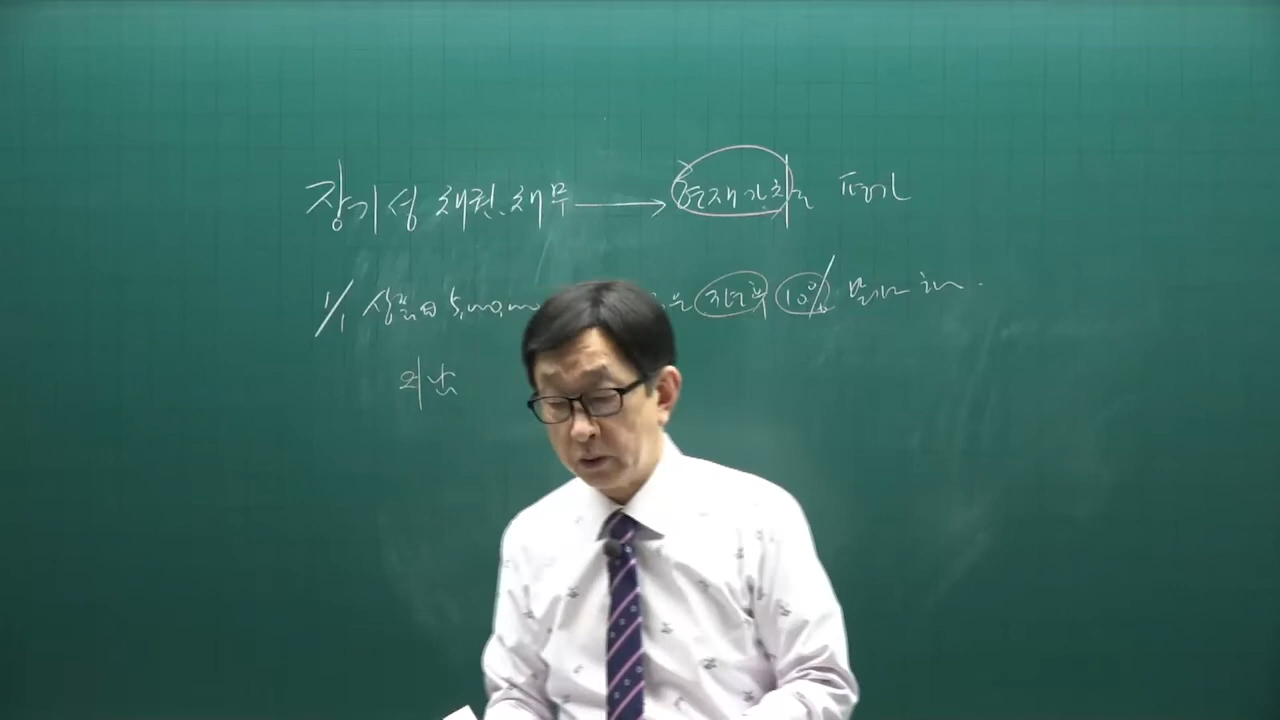 장기성 채권.채무 → 현재가치로 평가
1/1 상품 5,000,000 은 3년후 10%
외상